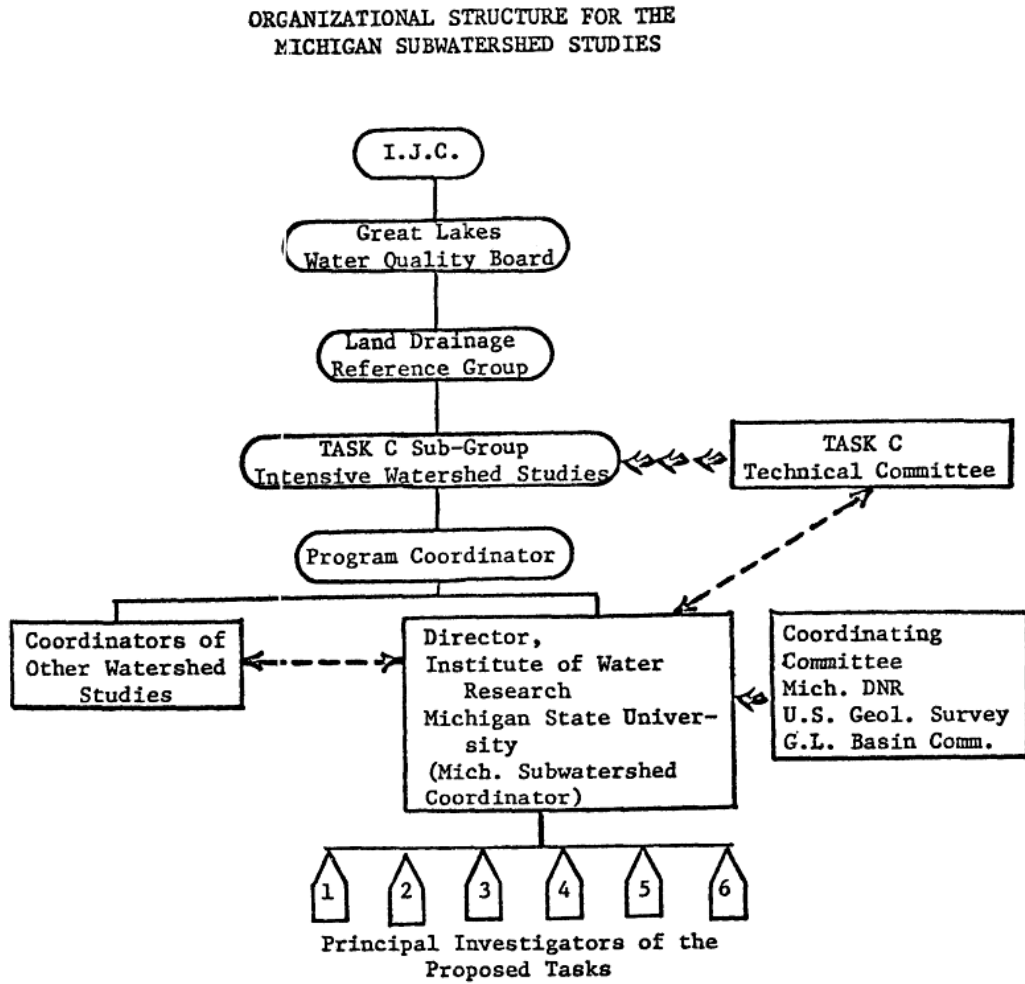 ORGANIZATIONAL STRUCTURE FOR THE
MICHIGAN SUBWATERSHED STUDIES
I.J.C.
Great Lakes
Water Quality Board
Land Drainage
Reference Group
TASK C Sub-Group
Intensive Watershed Studies
TASK C
Technical Committee
Program Coordinator
Coordinators of
Other Watershed
Studies
Director,
Institute of Water
Research
Michigan State Univer-
sity
(Mich. Subwatershed
Coordinator)
Coordinating
Committee
Mich. DNR
U.S. Geol. Survey
G.L. Basin Comm.
1
2
3
4
5
6
Principal Investigators of the
Proposed Tasks